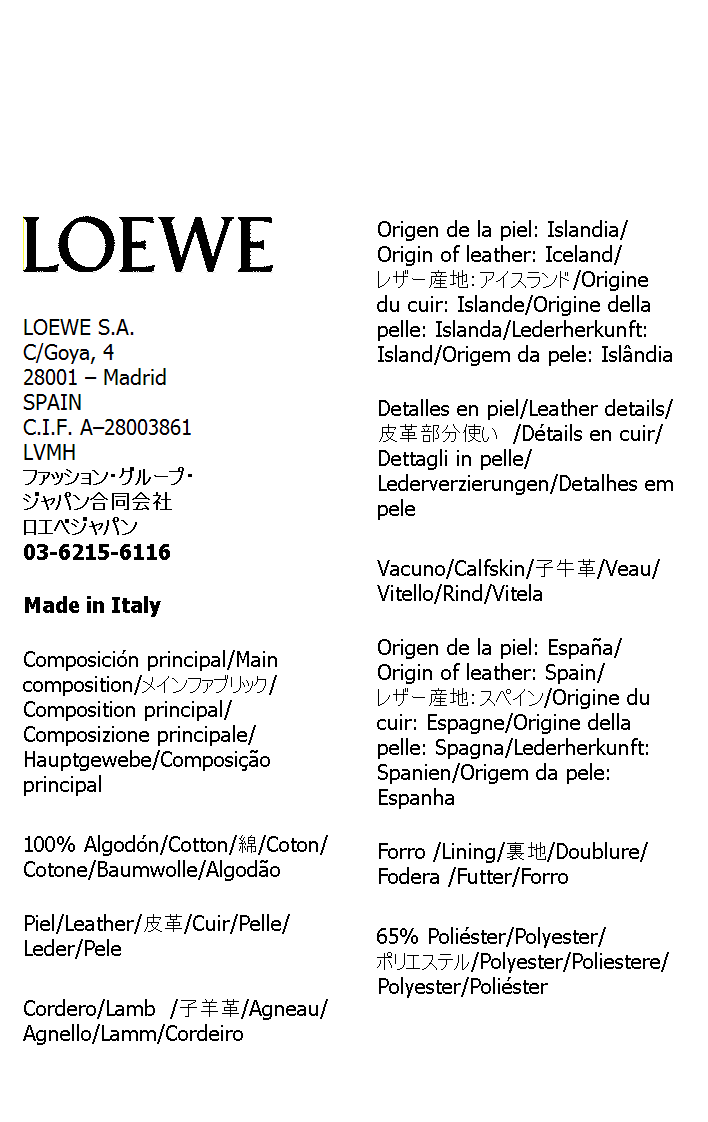 LOEWE
LOEWE S.A.
C/Goya, 4
28001 – Madrid
SPAIN
C.I.F. A–28003861
LVMH
ファッション・グループ・
ジャパン合同会社
ロエベジャパン
03-6215-6116
Made in Italy
Composición principal/Main
composition/メインファブリック/
Composition principal/
Composizione principale/
Hauptgewebe/Composição
principal
100% Algodón/Cotton/綿/Coton/
Cotone/Baumwolle/Algodão
Piel/Leather/皮革/Cuir/Pelle/
Leder/Pele
Cordero/Lamb /子羊革/Agneau/
Agnello/Lamm/Cordeiro
Origen de la piel: Islandia/
Origin of leather: Iceland/
レザー産地：アイスランド/Origine
du cuir: Islande/Origine della
pelle: Islanda/Lederherkunft:
Island/Origem da pele: Islândia
Detalles en piel/Leather details/
皮革部分使い /Détails en cuir/
Dettagli in pelle/
Lederverzierungen/Detalhes em
pele
Vacuno/Calfskin/子牛革/Veau/
Vitello/Rind/Vitela
Origen de la piel: España/
Origin of leather: Spain/
レザー産地：スペイン/Origine du
cuir: Espagne/Origine della
pelle: Spagna/Lederherkunft:
Spanien/Origem da pele:
Espanha
Forro /Lining/裏地/Doublure/
Fodera /Futter/Forro
65% Poliéster/Polyester/
ポリエステル/Polyester/Poliestere/
Polyester/Poliéster